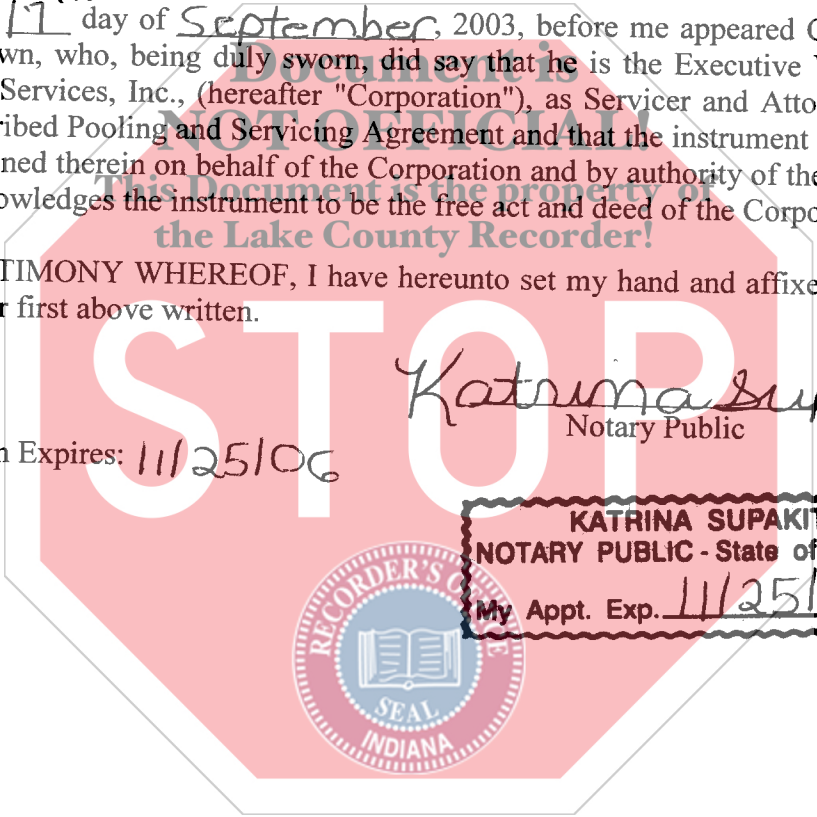 17 day of September, 2003, before me appeared
wn, who, being duly sworn, did say that he is the Executive
Document is
Services, Inc., (hereafter "Corporation"), as Servicer and Atto
ribed Pooling and Servicing Agreement and that the instrument
NOT OFFICIAL!
ned therein on behalf of the Corporation and by authority of the
This Document is the property of
owledges the instrument to be the free act and deed of the Corpo
the Lake County Recorder!
TIMONY WHEREOF, I have hereunto set my hand and affixe
r first above written.
STOP
Katrina Su
Notary Public
n Expires: 11/25/06
KATRINA SUPAKI
NOTARY PUBLIC - State of
My Appt. Exp. 11/25/
RECORDER'S OFFICE
SEAL
INDIANA